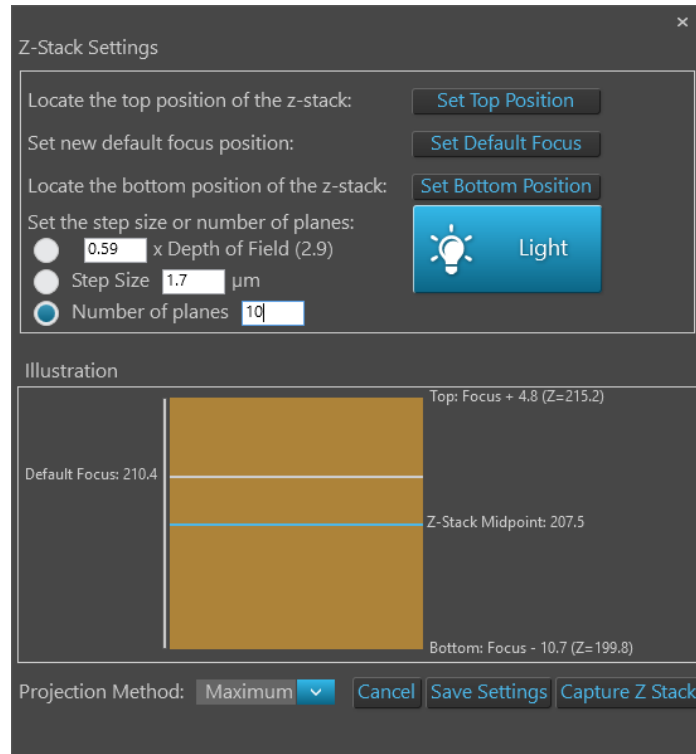 ×
Z-Stack Settings
Locate the top position of the z-stack: Set Top Position
Set new default focus position: Set Default Focus
Locate the bottom position of the z-stack: Set Bottom Position
Set the step size or number of planes:
0.59 x Depth of Field (2.9)
Light
Step Size 1.7 µm
Number of planes 10
Illustration
Top: Focus + 4.8 (Z=215.2)
Default Focus: 210.4
Z-Stack Midpoint: 207.5
Bottom: Focus - 10.7 (Z=199.8)
Projection Method: Maximum Cancel Save Settings Capture Z Stack